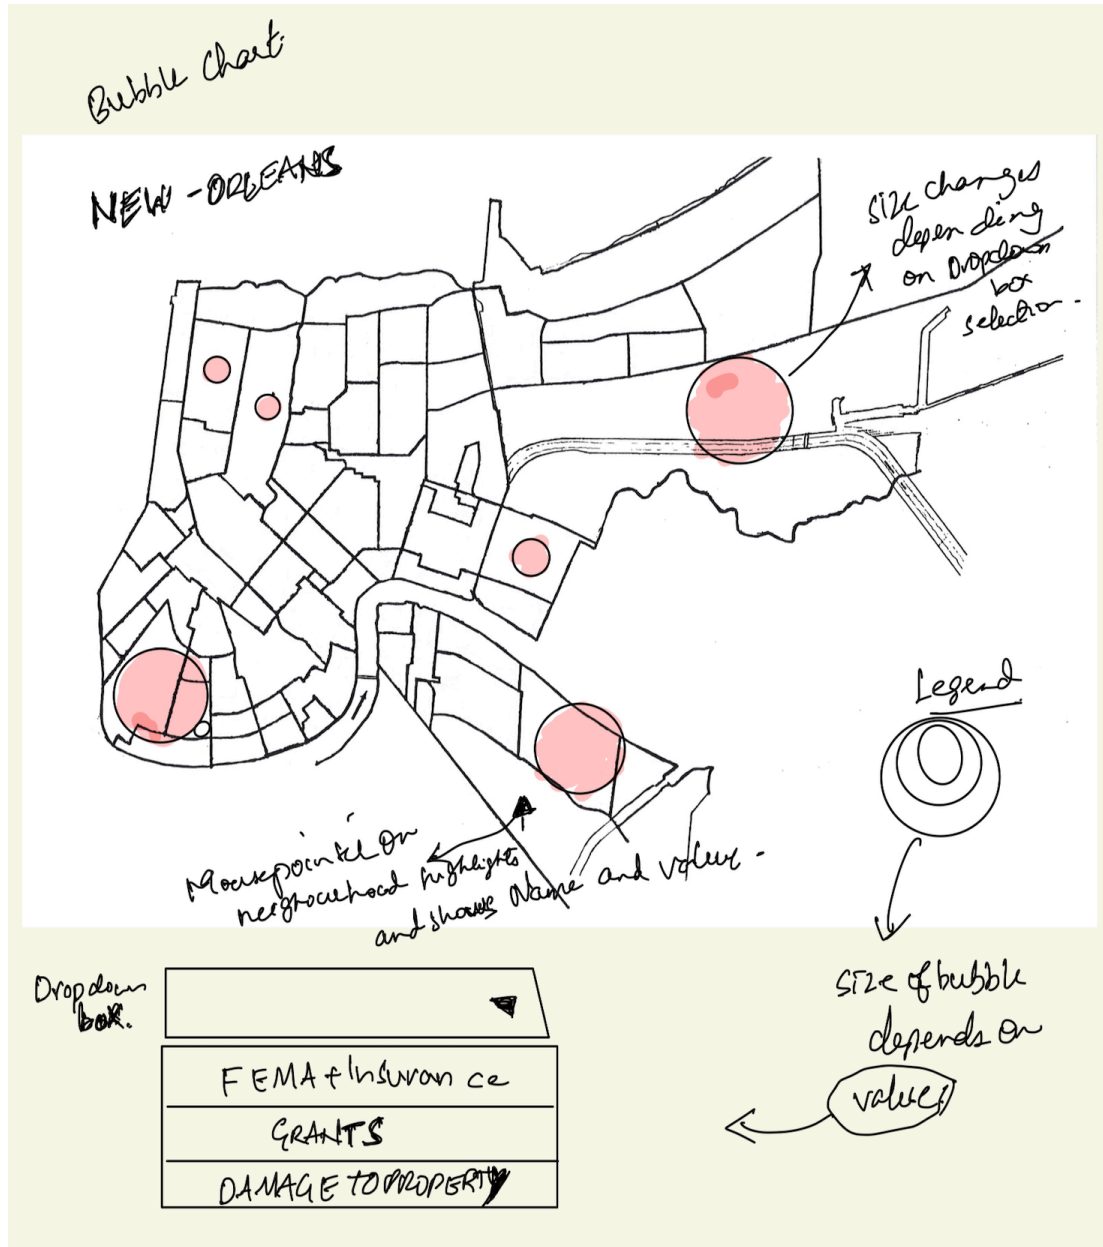 Bubble Chart
NEW-ORLEANS
Size changes
depending
on Dropdown
box
selection.
Legend
Mousepointer On
neighourhood highlights
and shows Name and value.
Dropdown
box.
FEMA + Insurance
GRANTS
DAMAGE TO PROPERTY
Size of bubble
depends on
values